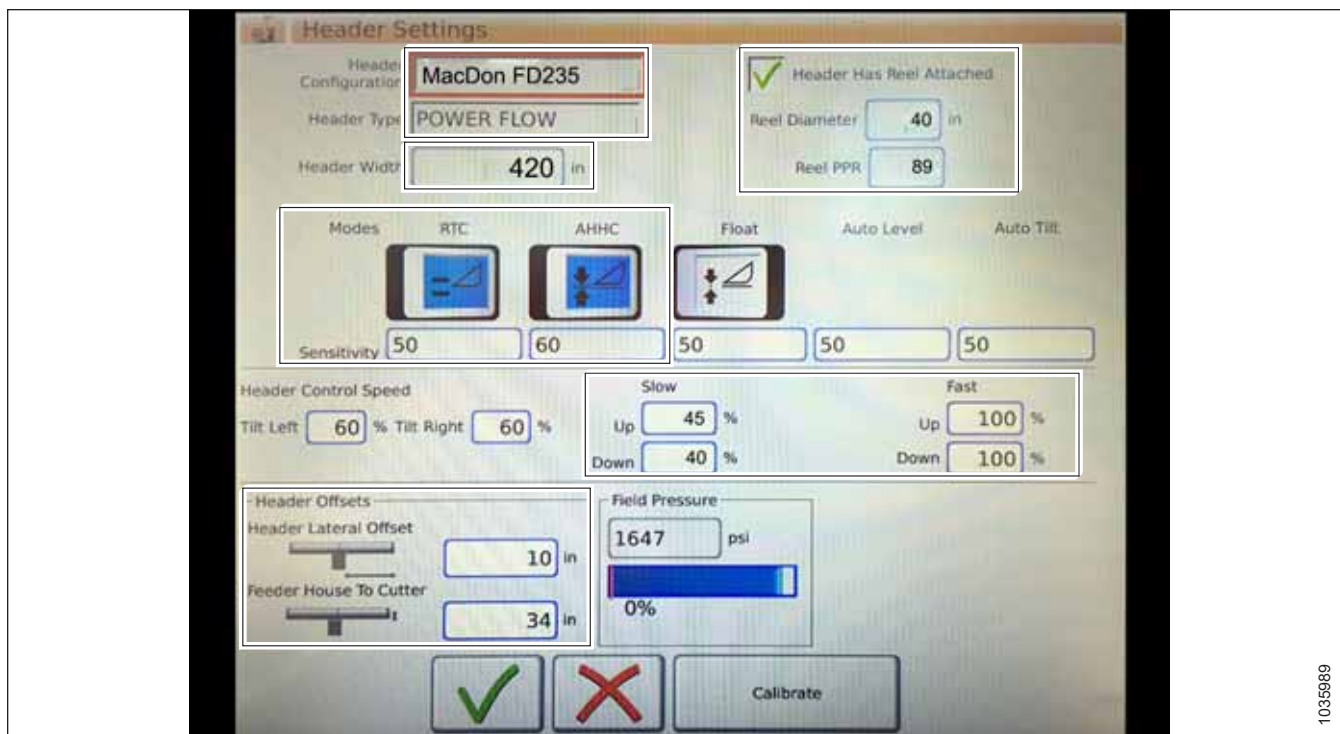 Header Settings
Header Configuration MacDon FD235
Header Type POWER FLOW
Header Width 420 in
Header Has Reel Attached
Reel Diameter 40 in
Reel PPR 89
Modes RTC AHHC Float Auto Level Auto Tilt
Sensitivity 50 60 50 50 50
Header Control Speed
Tilt Left 60 % Tilt Right 60 %
Slow Fast
Up 45 % Up 100 %
Down 40 % Down 100 %
Header Offsets
Header Lateral Offset
10 in
Feeder House To Cutter
34 in
Field Pressure
1647 psi
0%
Calibrate
1035989